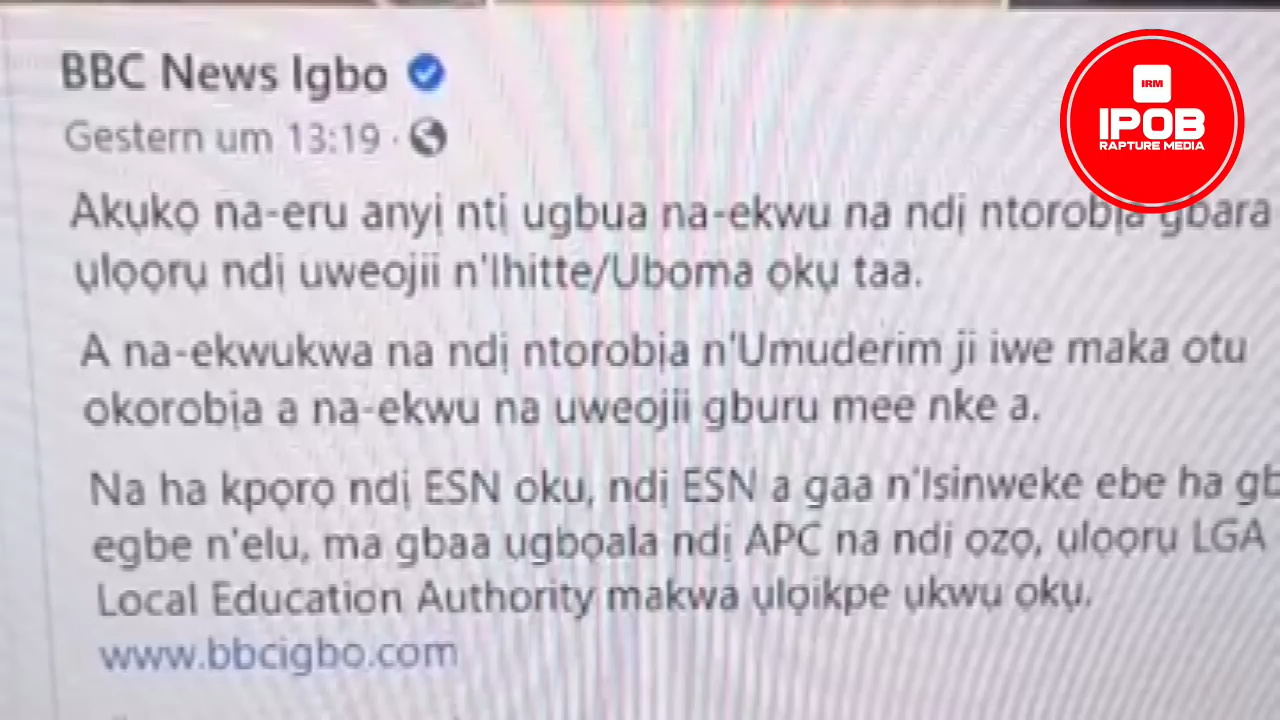 BBC News Igbo
Gestern um 13:19 ·
IRM
IPOB
RAPTURE MEDIA
Akụkọ na-eru anyị ntị ugbua na-ekwu na ndị ntorobịa gbara
ụlọọrụ ndị uweojii n'Ihitte/Uboma ọkụ taa.
A na-ekwukwa na ndị ntorobịa n'Umuderim ji iwe maka otu
okorobịa a na-ekwu na uweojii gburu mee nke a.
Na ha kpọrọ ndị ESN oku, ndị ESN a gaa n'Isinweke ebe ha
egbe n'elu, ma gbaa ụgbọala ndị APC na ndị ọzọ, ụlọọrụ LGA
Local Education Authority makwa ụlọikpe ụkwụ ọkụ.
www.bbcigbo.com